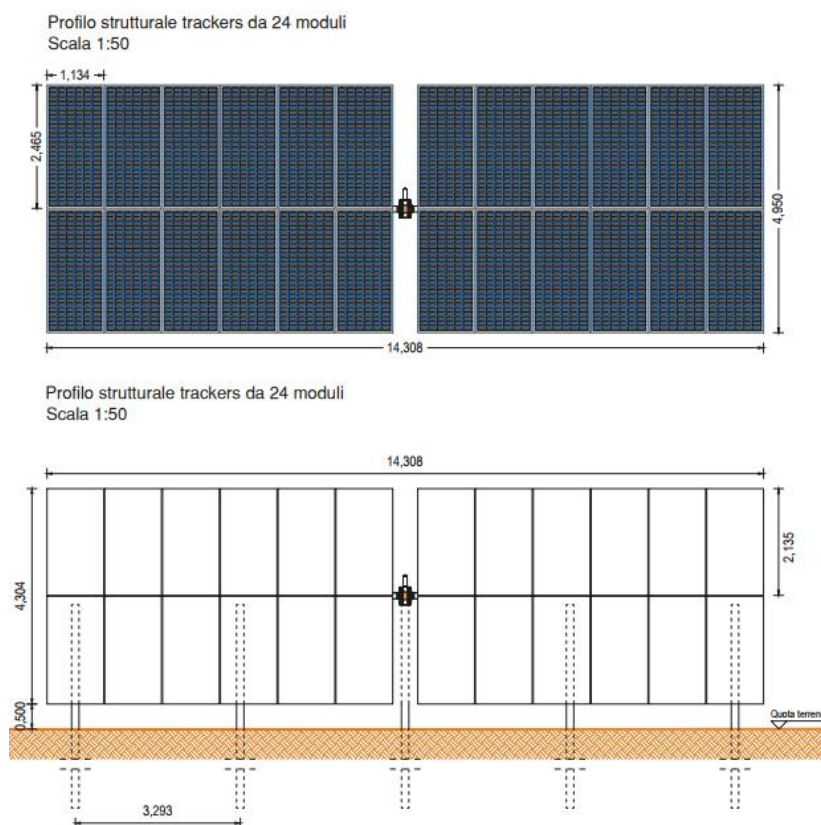 Profilo strutturale trackers da 24 moduli
Scala 1:50
1,134
2,465
4,950
14,308
Profilo strutturale trackers da 24 moduli
Scala 1:50
14,308
2,135
4,304
0,500
Quota terren
3,293